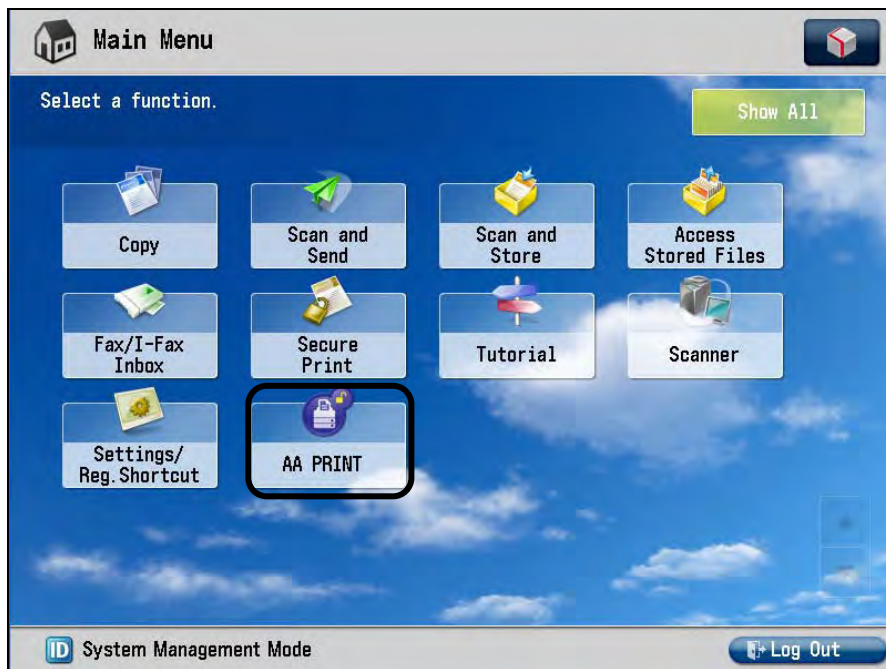 Main Menu
Select a function.
Show All
Copy
Scan and
Send
Scan and
Store
Access
Stored Files
Fax/I-Fax
Inbox
Secure
Print
Tutorial
Scanner
Settings/
Reg.Shortcut
AA PRINT
ID System Management Mode
Log Out